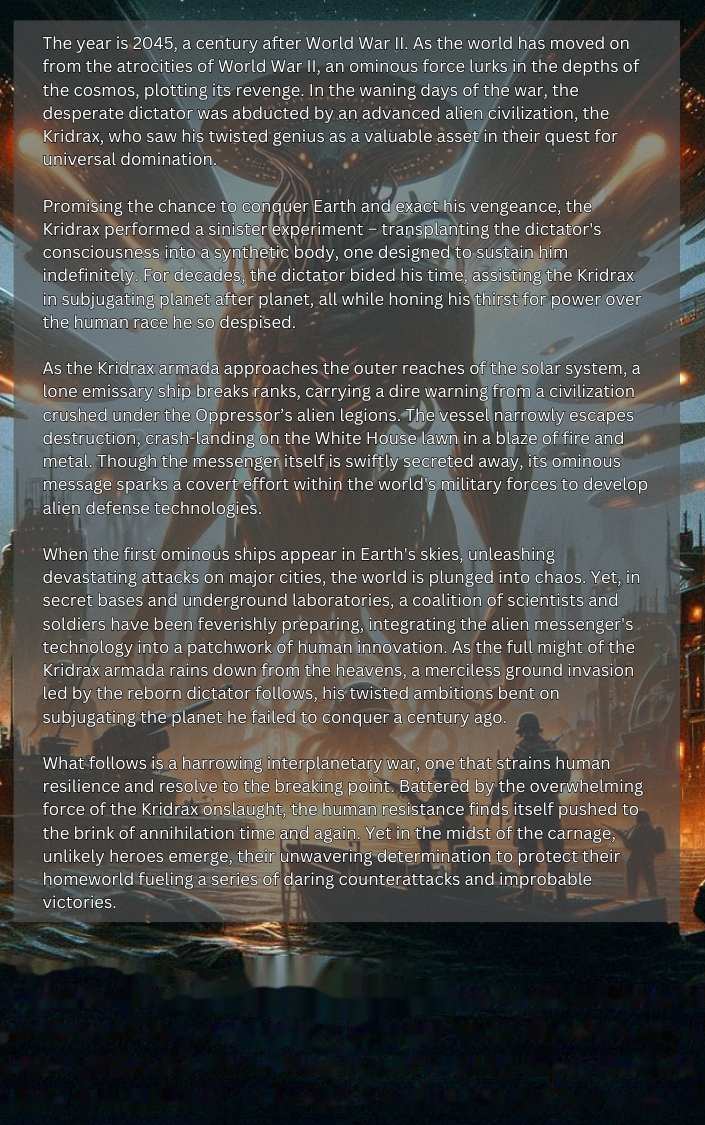 The year is 2045, a century after World War II. As the world has moved on
from the atrocities of World War II, an ominous force lurks in the depths of
the cosmos, plotting its revenge. In the waning days of the war, the
desperate dictator was abducted by an advanced alien civilization, the
Kridrax, who saw his twisted genius as a valuable asset in their quest for
universal domination.
Promising the chance to conquer Earth and exact his vengeance, the
Kridrax performed a sinister experiment – transplanting the dictator's
consciousness into a synthetic body, one designed to sustain him
indefinitely. For decades, the dictator bided his time, assisting the Kridrax
in subjugating planet after planet, all while honing his thirst for power over
the human race he so despised.
As the Kridrax armada approaches the outer reaches of the solar system, a
lone emissary ship breaks ranks, carrying a dire warning from a civilization
crushed under the Oppressor’s alien legions. The vessel narrowly escapes
destruction, crash-landing on the White House lawn in a blaze of fire and
metal. Though the messenger itself is swiftly secreted away, its ominous
message sparks a covert effort within the world's military forces to develop
alien defense technologies.
When the first ominous ships appear in Earth's skies, unleashing
devastating attacks on major cities, the world is plunged into chaos. Yet, in
secret bases and underground laboratories, a coalition of scientists and
soldiers have been feverishly preparing, integrating the alien messenger's
technology into a patchwork of human innovation. As the full might of the
Kridrax armada rains down from the heavens, a merciless ground invasion
led by the reborn dictator follows, his twisted ambitions bent on
subjugating the planet he failed to conquer a century ago.
What follows is a harrowing interplanetary war, one that strains human
resilience and resolve to the breaking point. Battered by the overwhelming
force of the Kridrax onslaught, the human resistance finds itself pushed to
the brink of annihilation time and again. Yet in the midst of the carnage,
unlikely heroes emerge, their unwavering determination to protect their
homeworld fueling a series of daring counterattacks and improbable
victories.